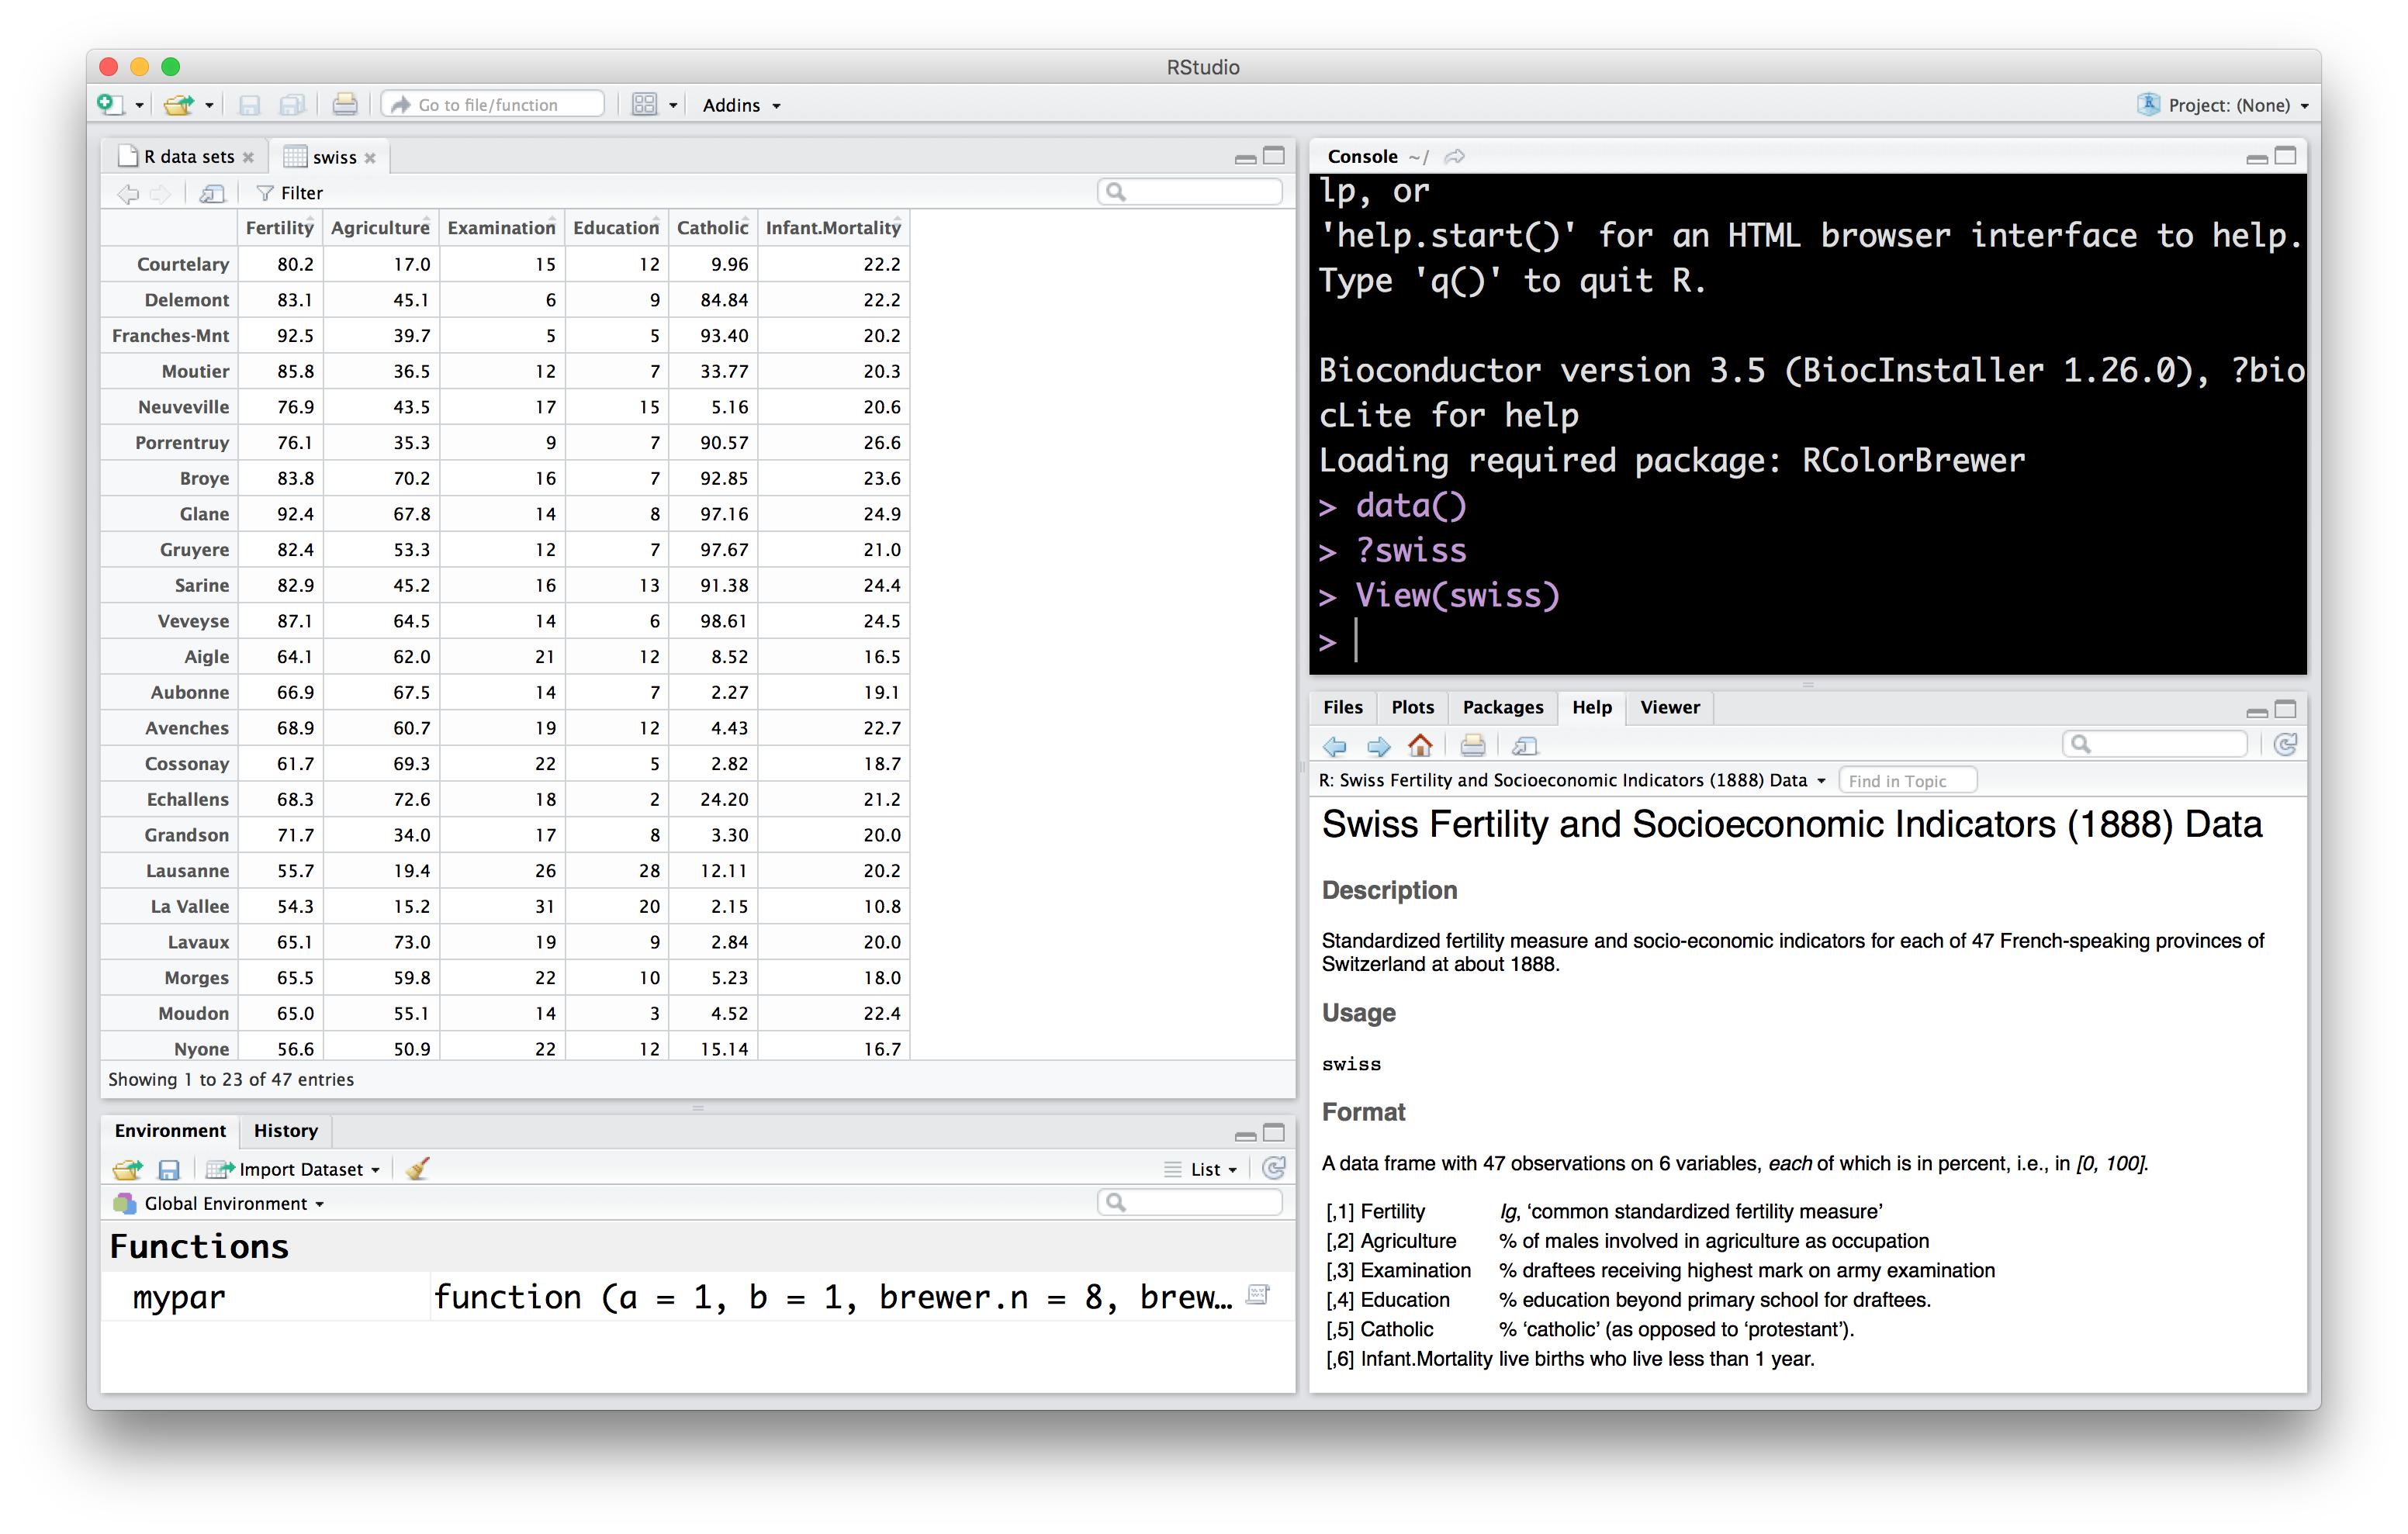 RStudio
Go to file/function
Addins
Project: (None)
R data sets
swiss
Filter
Fertility Agriculture Examination Education Catholic Infant.Mortality
Courtelary 80.2 17.0 15 12 9.96 22.2
Delemont 83.1 45.1 6 9 84.84 22.2
Franches-Mnt 92.5 39.7 5 5 93.40 20.2
Moutier 85.8 36.5 12 7 33.77 20.3
Neuveville 76.9 43.5 17 15 5.16 20.6
Porrentruy 76.1 35.3 9 7 90.57 26.6
Broye 83.8 70.2 16 7 92.85 23.6
Glane 92.4 67.8 14 8 97.16 24.9
Gruyere 82.4 53.3 12 7 97.67 21.0
Sarine 82.9 45.2 16 13 91.38 24.4
Veveyse 87.1 64.5 14 6 98.61 24.5
Aigle 64.1 62.0 21 12 8.52 16.5
Aubonne 66.9 67.5 14 7 2.27 19.1
Avenches 68.9 60.7 19 12 4.43 22.7
Cossonay 61.7 69.3 22 5 2.82 18.7
Echallens 68.3 72.6 18 2 24.20 21.2
Grandson 71.7 34.0 17 8 3.30 20.0
Lausanne 55.7 19.4 26 28 12.11 20.2
La Vallee 54.3 15.2 31 20 2.15 10.8
Lavaux 65.1 73.0 19 9 2.84 20.0
Morges 65.5 59.8 22 10 5.23 18.0
Moudon 65.0 55.1 14 3 4.52 22.4
Nyone 56.6 50.9 22 12 15.14 16.7
Showing 1 to 23 of 47 entries
Environment History
Import Dataset
List
Global Environment
Functions
mypar function (a = 1, b = 1, brewer.n = 8, brew…
Console ~/
lp, or
'help.start()' for an HTML browser interface to help.
Type 'q()' to quit R.
Bioconductor version 3.5 (BiocInstaller 1.26.0), ?bio
cLite for help
Loading required package: RColorBrewer
> data()
> ?swiss
> View(swiss)
>
Files Plots Packages Help Viewer
R: Swiss Fertility and Socioeconomic Indicators (1888) Data
Find in Topic
Swiss Fertility and Socioeconomic Indicators (1888) Data
Description
Standardized fertility measure and socio-economic indicators for each of 47 French-speaking provinces of
Switzerland at about 1888.
Usage
swiss
Format
A data frame with 47 observations on 6 variables, each of which is in percent, i.e., in [0, 100].
[,1] Fertility Ig, ‘common standardized fertility measure’
[,2] Agriculture % of males involved in agriculture as occupation
[,3] Examination % draftees receiving highest mark on army examination
[,4] Education % education beyond primary school for draftees.
[,5] Catholic % ‘catholic’ (as opposed to ‘protestant’).
[,6] Infant.Mortality live births who live less than 1 year.